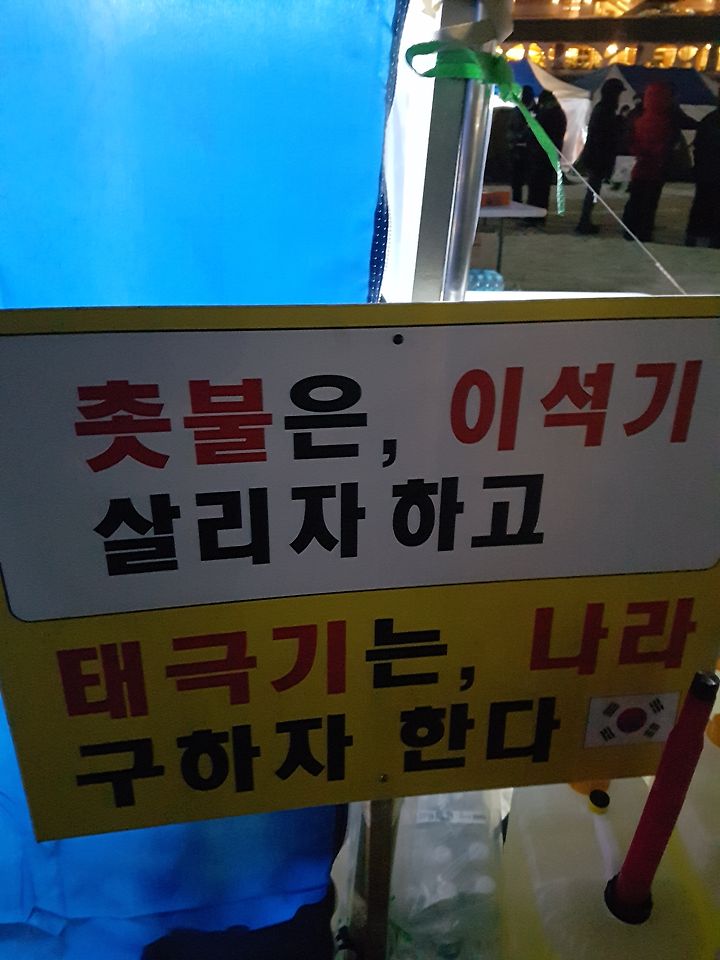 촛불은, 이석기
살리자 하고
태극기는, 나라
구하자 한다